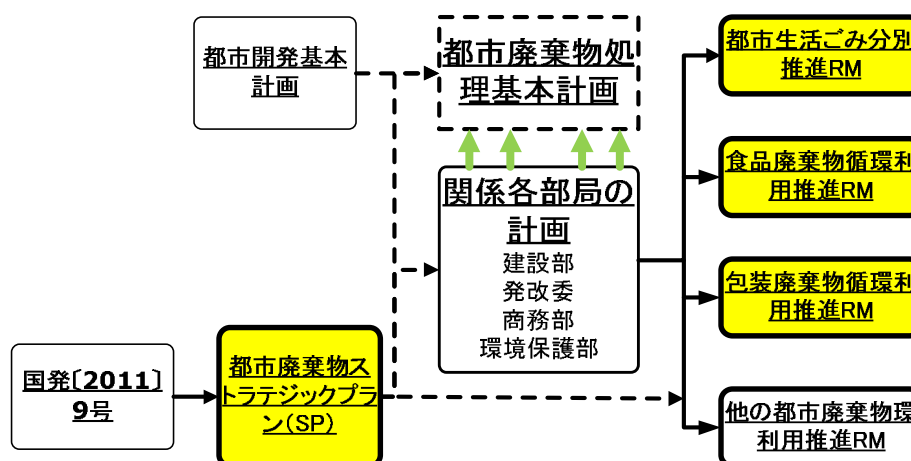 都市開発基本
計画
都市廃棄物処
理基本計画
関係各部局の
計画
建設部
発改委
商務部
環境保護部
国発〔2011〕
9号
都市廃棄物ス
トラテジックプラ
ン(SP)
都市生活ごみ分別
推進RM
食品廃棄物循環利
用推進RM
包装廃棄物循環利
用推進RM
他の都市廃棄物環
利用推進RM